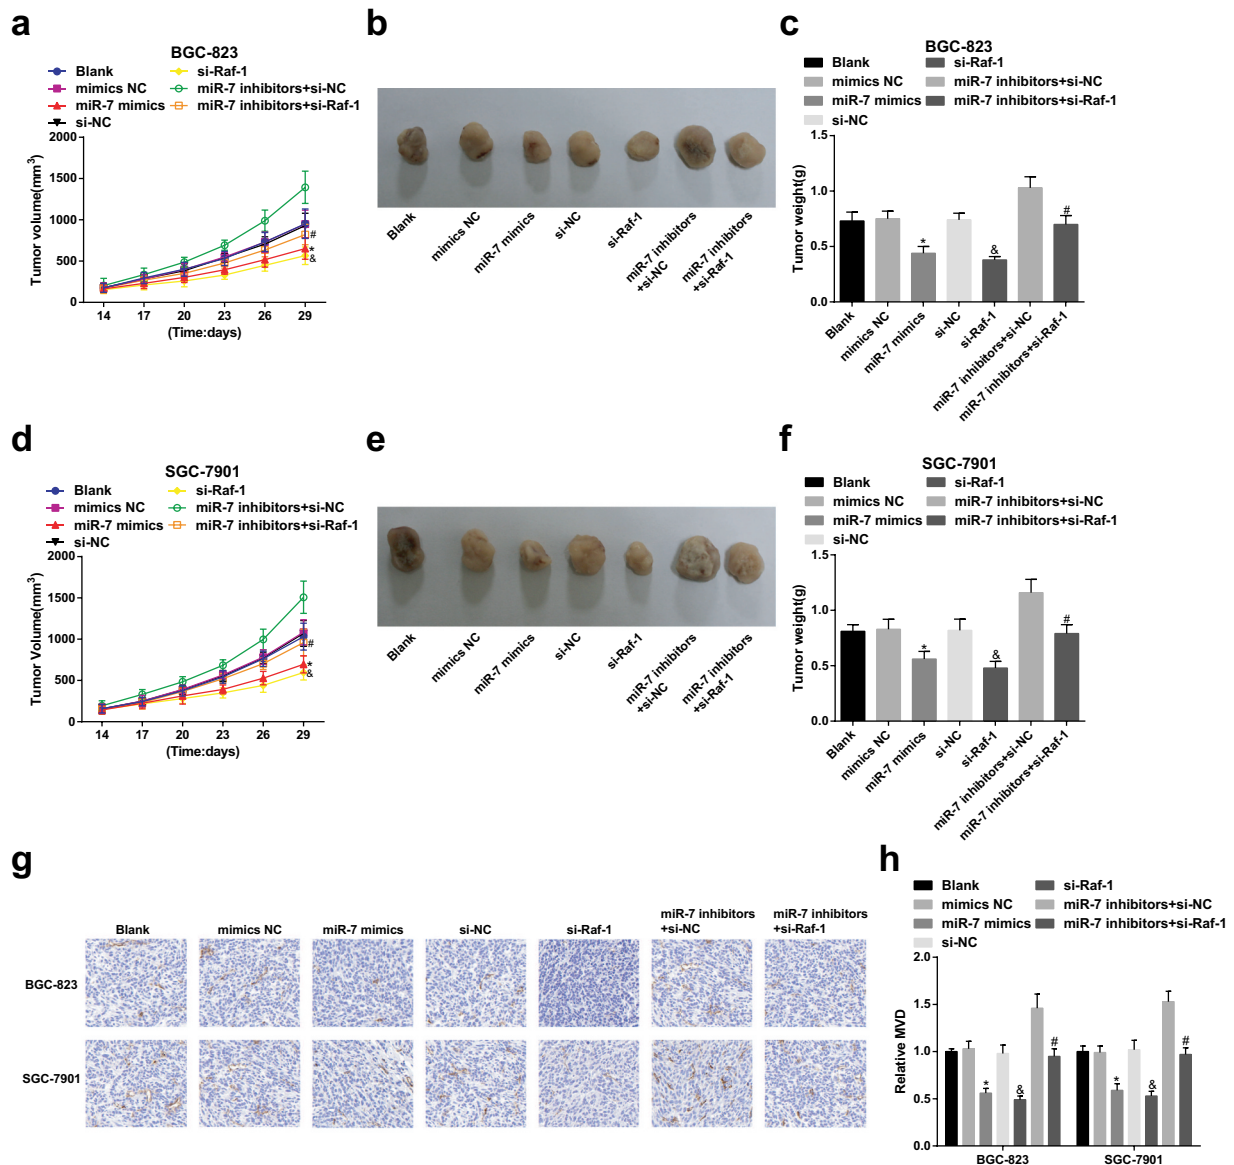 a
BGC-823
Blank
mimics NC
miR-7 mimics
si-NC
si-Raf-1
miR-7 inhibitors+si-NC
miR-7 inhibitors+si-Raf-1
Tumor volume(mm³)
2000
1500
1000
500
0
#
*
&
14 17 20 23 26 29
(Time:days)
b
Blank
mimics NC
miR-7 mimics
si-NC
si-Raf-1
miR-7 inhibitors
+si-NC
miR-7 inhibitors
+si-Raf-1
c
BGC-823
Blank
mimics NC
miR-7 mimics
si-NC
si-Raf-1
miR-7 inhibitors+si-NC
miR-7 inhibitors+si-Raf-1
Tumor weight(g)
1.5
1.0
0.5
0.0
*
&
#
Blank
mimics NC
miR-7 mimics
si-NC
si-Raf-1
miR-7 inhibitors+si-NC
miR-7 inhibitors+si-Raf-1
d
SGC-7901
Blank
mimics NC
miR-7 mimics
si-NC
si-Raf-1
miR-7 inhibitors+si-NC
miR-7 inhibitors+si-Raf-1
Tumor Volume(mm³)
2000
1500
1000
500
0
#
*
&
14 17 20 23 26 29
(Time:days)
e
Blank
mimics NC
miR-7 mimics
si-NC
si-Raf-1
miR-7 inhibitors
+si-NC
miR-7 inhibitors
+si-Raf-1
f
SGC-7901
Blank
mimics NC
miR-7 mimics
si-NC
si-Raf-1
miR-7 inhibitors+si-NC
miR-7 inhibitors+si-Raf-1
Tumor weight(g)
1.5
1.0
0.5
0.0
*
&
#
Blank
mimics NC
miR-7 mimics
si-NC
si-Raf-1
miR-7 inhibitors+si-NC
miR-7 inhibitors+si-Raf-1
g
Blank
mimics NC
miR-7 mimics
si-NC
si-Raf-1
miR-7 inhibitors
+si-NC
miR-7 inhibitors
+si-Raf-1
BGC-823
SGC-7901
h
Blank
mimics NC
miR-7 mimics
si-NC
si-Raf-1
miR-7 inhibitors+si-NC
miR-7 inhibitors+si-Raf-1
Relative MVD
2.0
1.5
1.0
0.5
0.0
*
&
#
*
&
#
BGC-823
SGC-7901